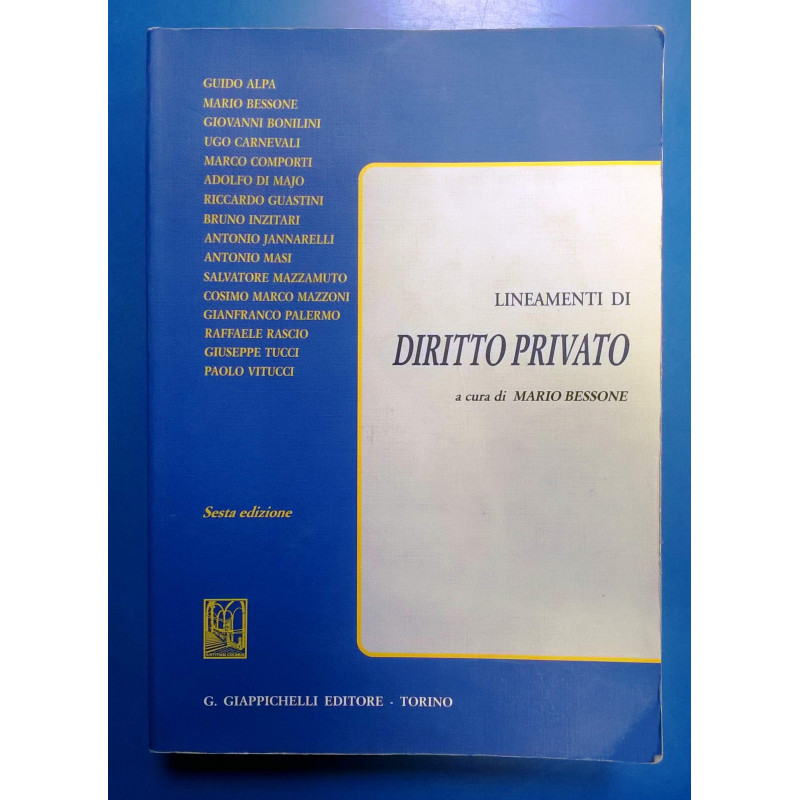 GUIDO ALPA
MARIO BESSONE
GIOVANNI BONILINI
UGO CARNEVALI
MARCO COMPORTI
ADOLFO DI MAJO
RICCARDO GUASTINI
BRUNO INZITARI
ANTONIO JANNARELLI
ANTONIO MASI
SALVATORE MAZZAMUTO
COSIMO MARCO MAZZONI
GIANFRANCO PALERMO
RAFFAELE RASCIO
GIUSEPPE TUCCI
PAOLO VITUCCI
LINEAMENTI DI
DIRITTO PRIVATO
a cura di MARIO BESSONE
Sesta edizione
G. GIAPPICHELLI EDITORE - TORINO